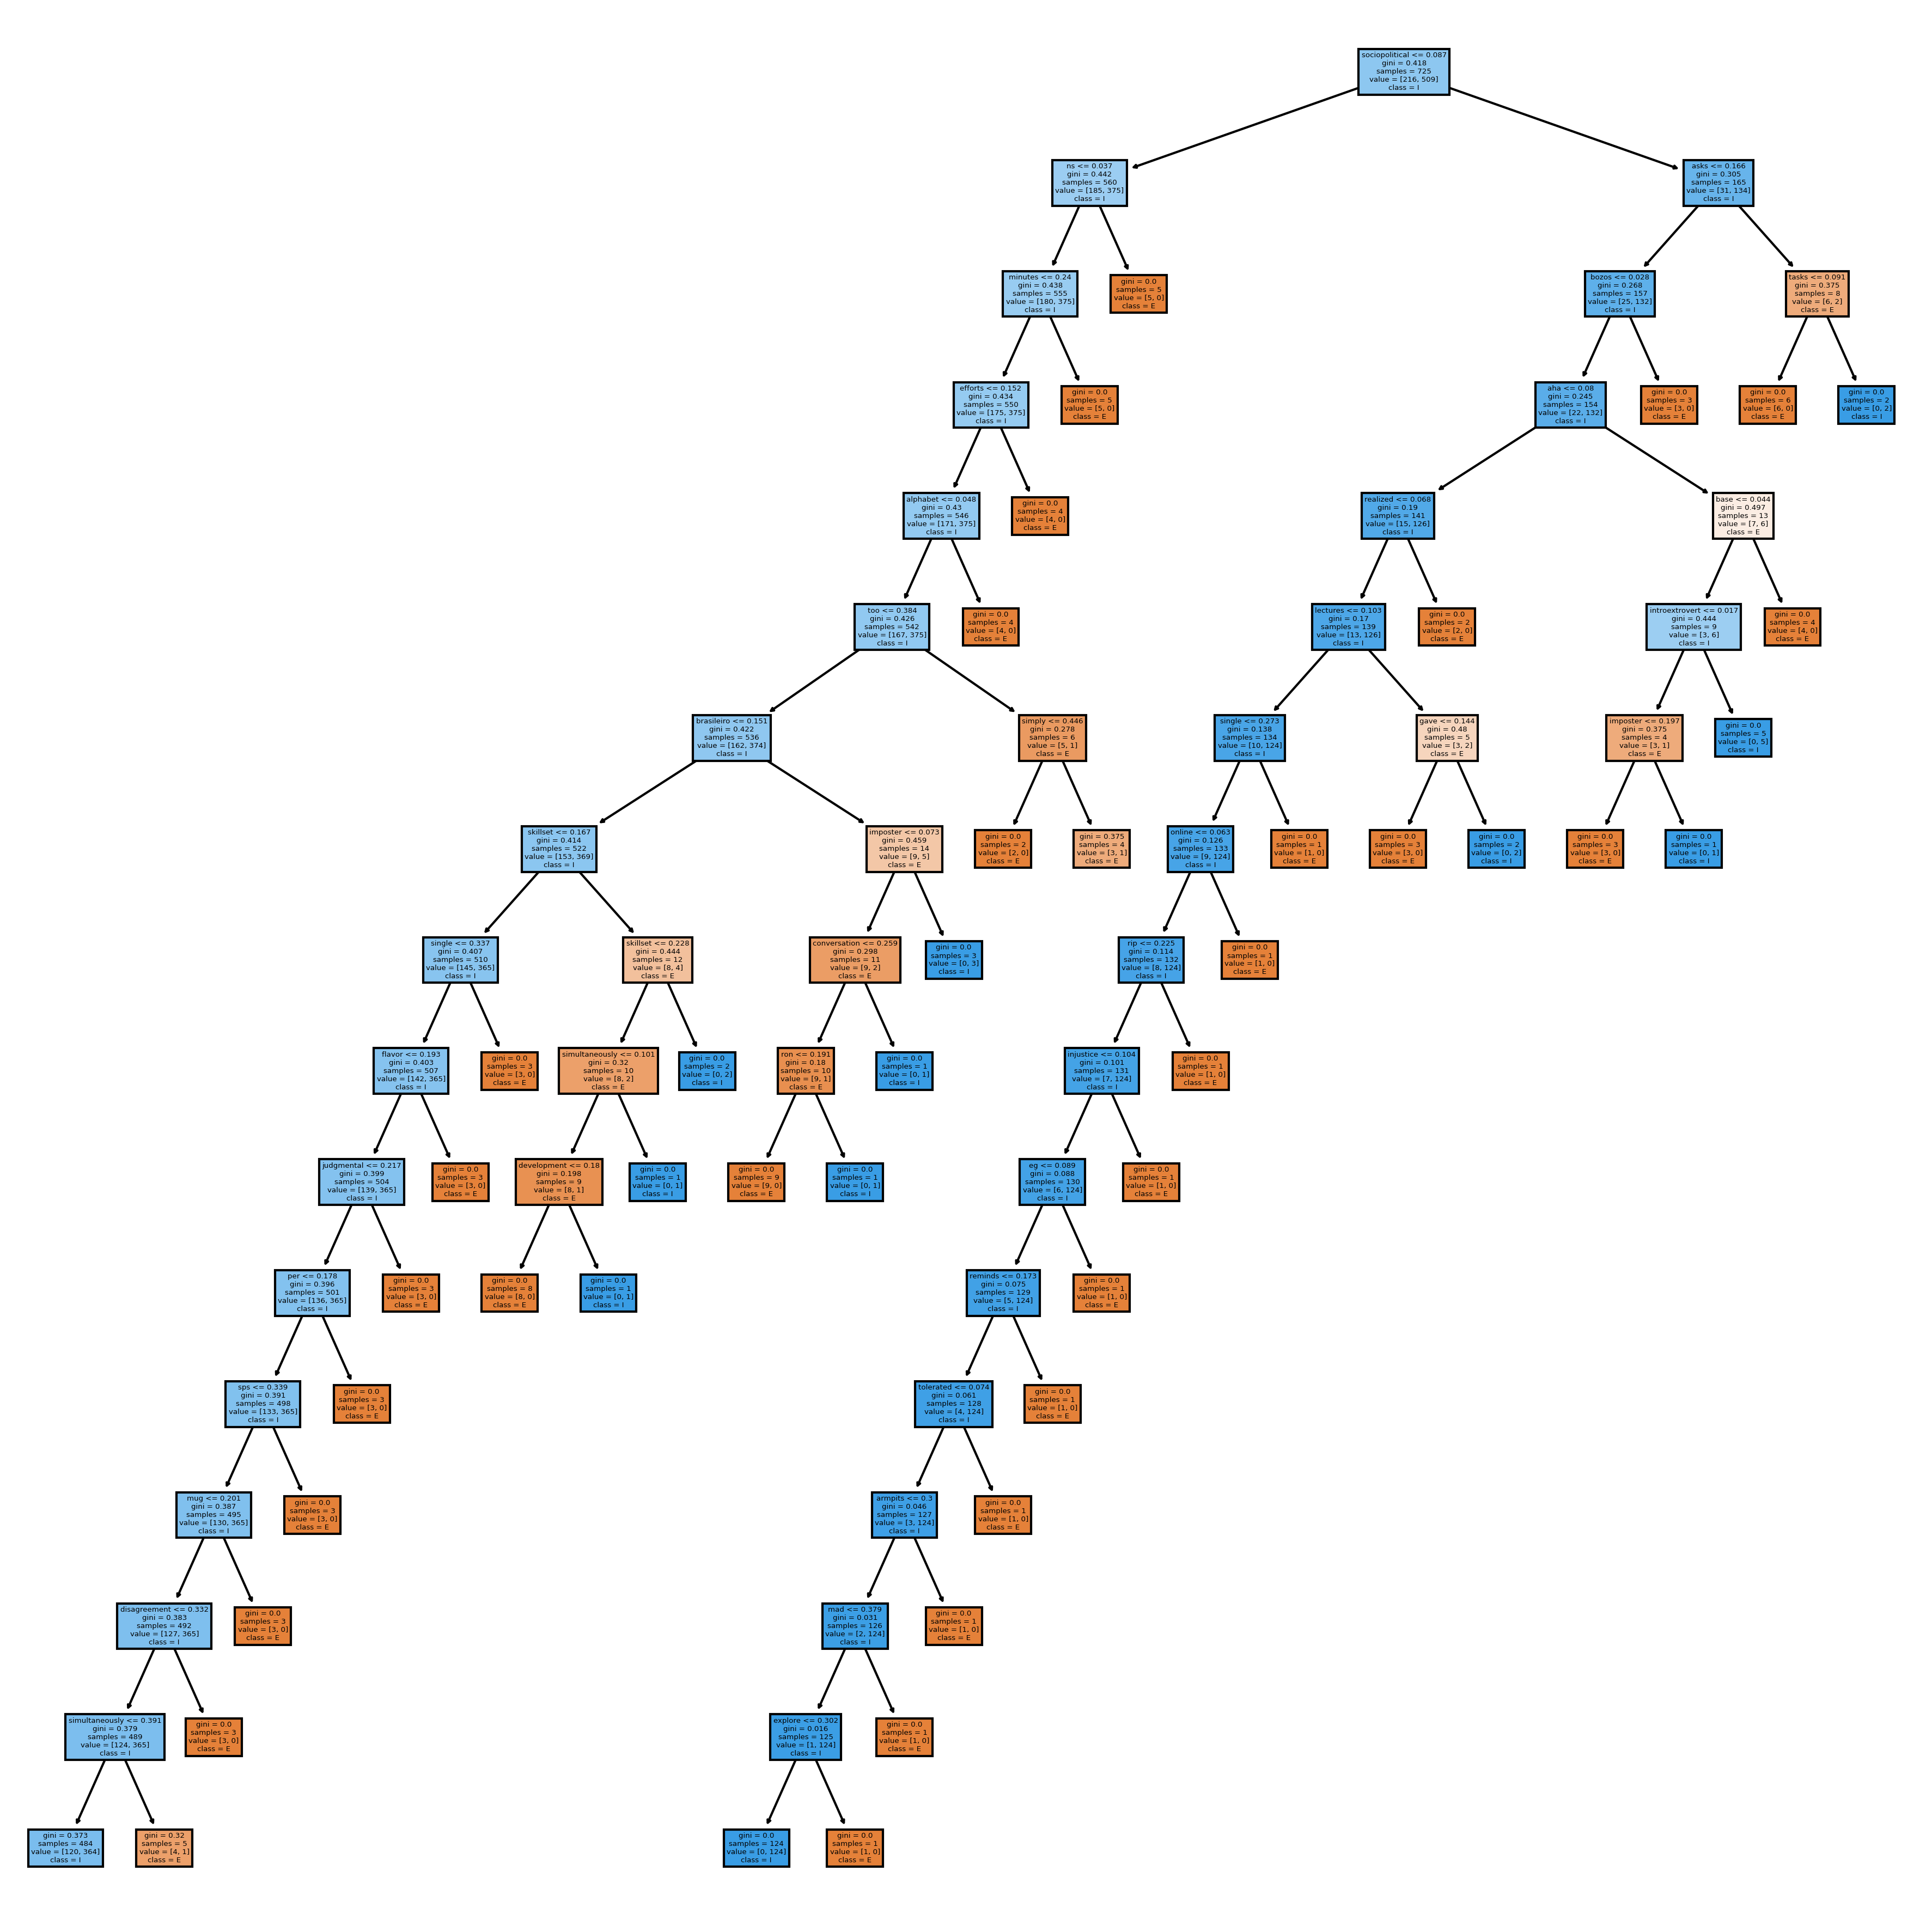 sociopolitical <= 0.087
gini = 0.418
samples = 725
value = [216, 509]
class = I
ns <= 0.037
gini = 0.442
samples = 560
value = [185, 375]
class = I
asks <= 0.166
gini = 0.305
samples = 165
value = [31, 134]
class = I
minutes <= 0.24
gini = 0.438
samples = 555
value = [180, 375]
class = I
gini = 0.0
samples = 5
value = [5, 0]
class = E
bozos <= 0.028
gini = 0.268
samples = 157
value = [25, 132]
class = I
tasks <= 0.091
gini = 0.375
samples = 8
value = [6, 2]
class = E
efforts <= 0.152
gini = 0.434
samples = 550
value = [175, 375]
class = I
gini = 0.0
samples = 5
value = [5, 0]
class = E
aha <= 0.08
gini = 0.245
samples = 154
value = [22, 132]
class = I
gini = 0.0
samples = 3
value = [3, 0]
class = E
gini = 0.0
samples = 6
value = [6, 0]
class = E
gini = 0.0
samples = 2
value = [0, 2]
class = I
alphabet <= 0.048
gini = 0.43
samples = 546
value = [171, 375]
class = I
gini = 0.0
samples = 4
value = [4, 0]
class = E
realized <= 0.068
gini = 0.19
samples = 141
value = [15, 126]
class = I
base <= 0.044
gini = 0.497
samples = 13
value = [7, 6]
class = E
too <= 0.384
gini = 0.426
samples = 542
value = [167, 375]
class = I
gini = 0.0
samples = 4
value = [4, 0]
class = E
lectures <= 0.103
gini = 0.17
samples = 139
value = [13, 126]
class = I
gini = 0.0
samples = 2
value = [2, 0]
class = E
introextrovert <= 0.017
gini = 0.444
samples = 9
value = [3, 6]
class = I
gini = 0.0
samples = 4
value = [4, 0]
class = E
brasileiro <= 0.151
gini = 0.422
samples = 536
value = [162, 374]
class = I
simply <= 0.446
gini = 0.278
samples = 6
value = [5, 1]
class = E
single <= 0.273
gini = 0.138
samples = 134
value = [10, 124]
class = I
gave <= 0.144
gini = 0.48
samples = 5
value = [3, 2]
class = E
imposter <= 0.197
gini = 0.375
samples = 4
value = [3, 1]
class = E
gini = 0.0
samples = 5
value = [0, 5]
class = I
skillset <= 0.167
gini = 0.414
samples = 522
value = [153, 369]
class = I
imposter <= 0.073
gini = 0.459
samples = 14
value = [9, 5]
class = E
gini = 0.0
samples = 2
value = [2, 0]
class = E
gini = 0.375
samples = 4
value = [3, 1]
class = E
online <= 0.063
gini = 0.126
samples = 133
value = [9, 124]
class = I
gini = 0.0
samples = 1
value = [1, 0]
class = E
gini = 0.0
samples = 3
value = [3, 0]
class = E
gini = 0.0
samples = 2
value = [0, 2]
class = I
gini = 0.0
samples = 3
value = [3, 0]
class = E
gini = 0.0
samples = 1
value = [0, 1]
class = I
single <= 0.337
gini = 0.407
samples = 510
value = [145, 365]
class = I
skillset <= 0.228
gini = 0.444
samples = 12
value = [8, 4]
class = E
conversation <= 0.259
gini = 0.298
samples = 11
value = [9, 2]
class = E
gini = 0.0
samples = 3
value = [0, 3]
class = I
rip <= 0.225
gini = 0.114
samples = 132
value = [8, 124]
class = I
gini = 0.0
samples = 1
value = [1, 0]
class = E
flavor <= 0.193
gini = 0.403
samples = 507
value = [142, 365]
class = I
gini = 0.0
samples = 3
value = [3, 0]
class = E
simultaneously <= 0.101
gini = 0.32
samples = 10
value = [8, 2]
class = E
gini = 0.0
samples = 2
value = [0, 2]
class = I
ron <= 0.191
gini = 0.18
samples = 10
value = [9, 1]
class = E
gini = 0.0
samples = 1
value = [0, 1]
class = I
injustice <= 0.104
gini = 0.101
samples = 131
value = [7, 124]
class = I
gini = 0.0
samples = 1
value = [1, 0]
class = E
judgmental <= 0.217
gini = 0.399
samples = 504
value = [139, 365]
class = I
gini = 0.0
samples = 3
value = [3, 0]
class = E
development <= 0.18
gini = 0.198
samples = 9
value = [8, 1]
class = E
gini = 0.0
samples = 1
value = [0, 1]
class = I
gini = 0.0
samples = 9
value = [9, 0]
class = E
gini = 0.0
samples = 1
value = [0, 1]
class = I
eg <= 0.089
gini = 0.088
samples = 130
value = [6, 124]
class = I
gini = 0.0
samples = 1
value = [1, 0]
class = E
per <= 0.178
gini = 0.396
samples = 501
value = [136, 365]
class = I
gini = 0.0
samples = 3
value = [3, 0]
class = E
gini = 0.0
samples = 8
value = [8, 0]
class = E
gini = 0.0
samples = 1
value = [0, 1]
class = I
reminds <= 0.173
gini = 0.075
samples = 129
value = [5, 124]
class = I
gini = 0.0
samples = 1
value = [1, 0]
class = E
sps <= 0.339
gini = 0.391
samples = 498
value = [133, 365]
class = I
gini = 0.0
samples = 3
value = [3, 0]
class = E
tolerated <= 0.074
gini = 0.061
samples = 128
value = [4, 124]
class = I
gini = 0.0
samples = 1
value = [1, 0]
class = E
mug <= 0.201
gini = 0.387
samples = 495
value = [130, 365]
class = I
gini = 0.0
samples = 3
value = [3, 0]
class = E
armpits <= 0.3
gini = 0.046
samples = 127
value = [3, 124]
class = I
gini = 0.0
samples = 1
value = [1, 0]
class = E
disagreement <= 0.332
gini = 0.383
samples = 492
value = [127, 365]
class = I
gini = 0.0
samples = 3
value = [3, 0]
class = E
mad <= 0.379
gini = 0.031
samples = 126
value = [2, 124]
class = I
gini = 0.0
samples = 1
value = [1, 0]
class = E
simultaneously <= 0.391
gini = 0.379
samples = 489
value = [124, 365]
class = I
gini = 0.0
samples = 3
value = [3, 0]
class = E
explore <= 0.302
gini = 0.016
samples = 125
value = [1, 124]
class = I
gini = 0.0
samples = 1
value = [1, 0]
class = E
gini = 0.373
samples = 484
value = [120, 364]
class = I
gini = 0.32
samples = 5
value = [4, 1]
class = E
gini = 0.0
samples = 124
value = [0, 124]
class = I
gini = 0.0
samples = 1
value = [1, 0]
class = E